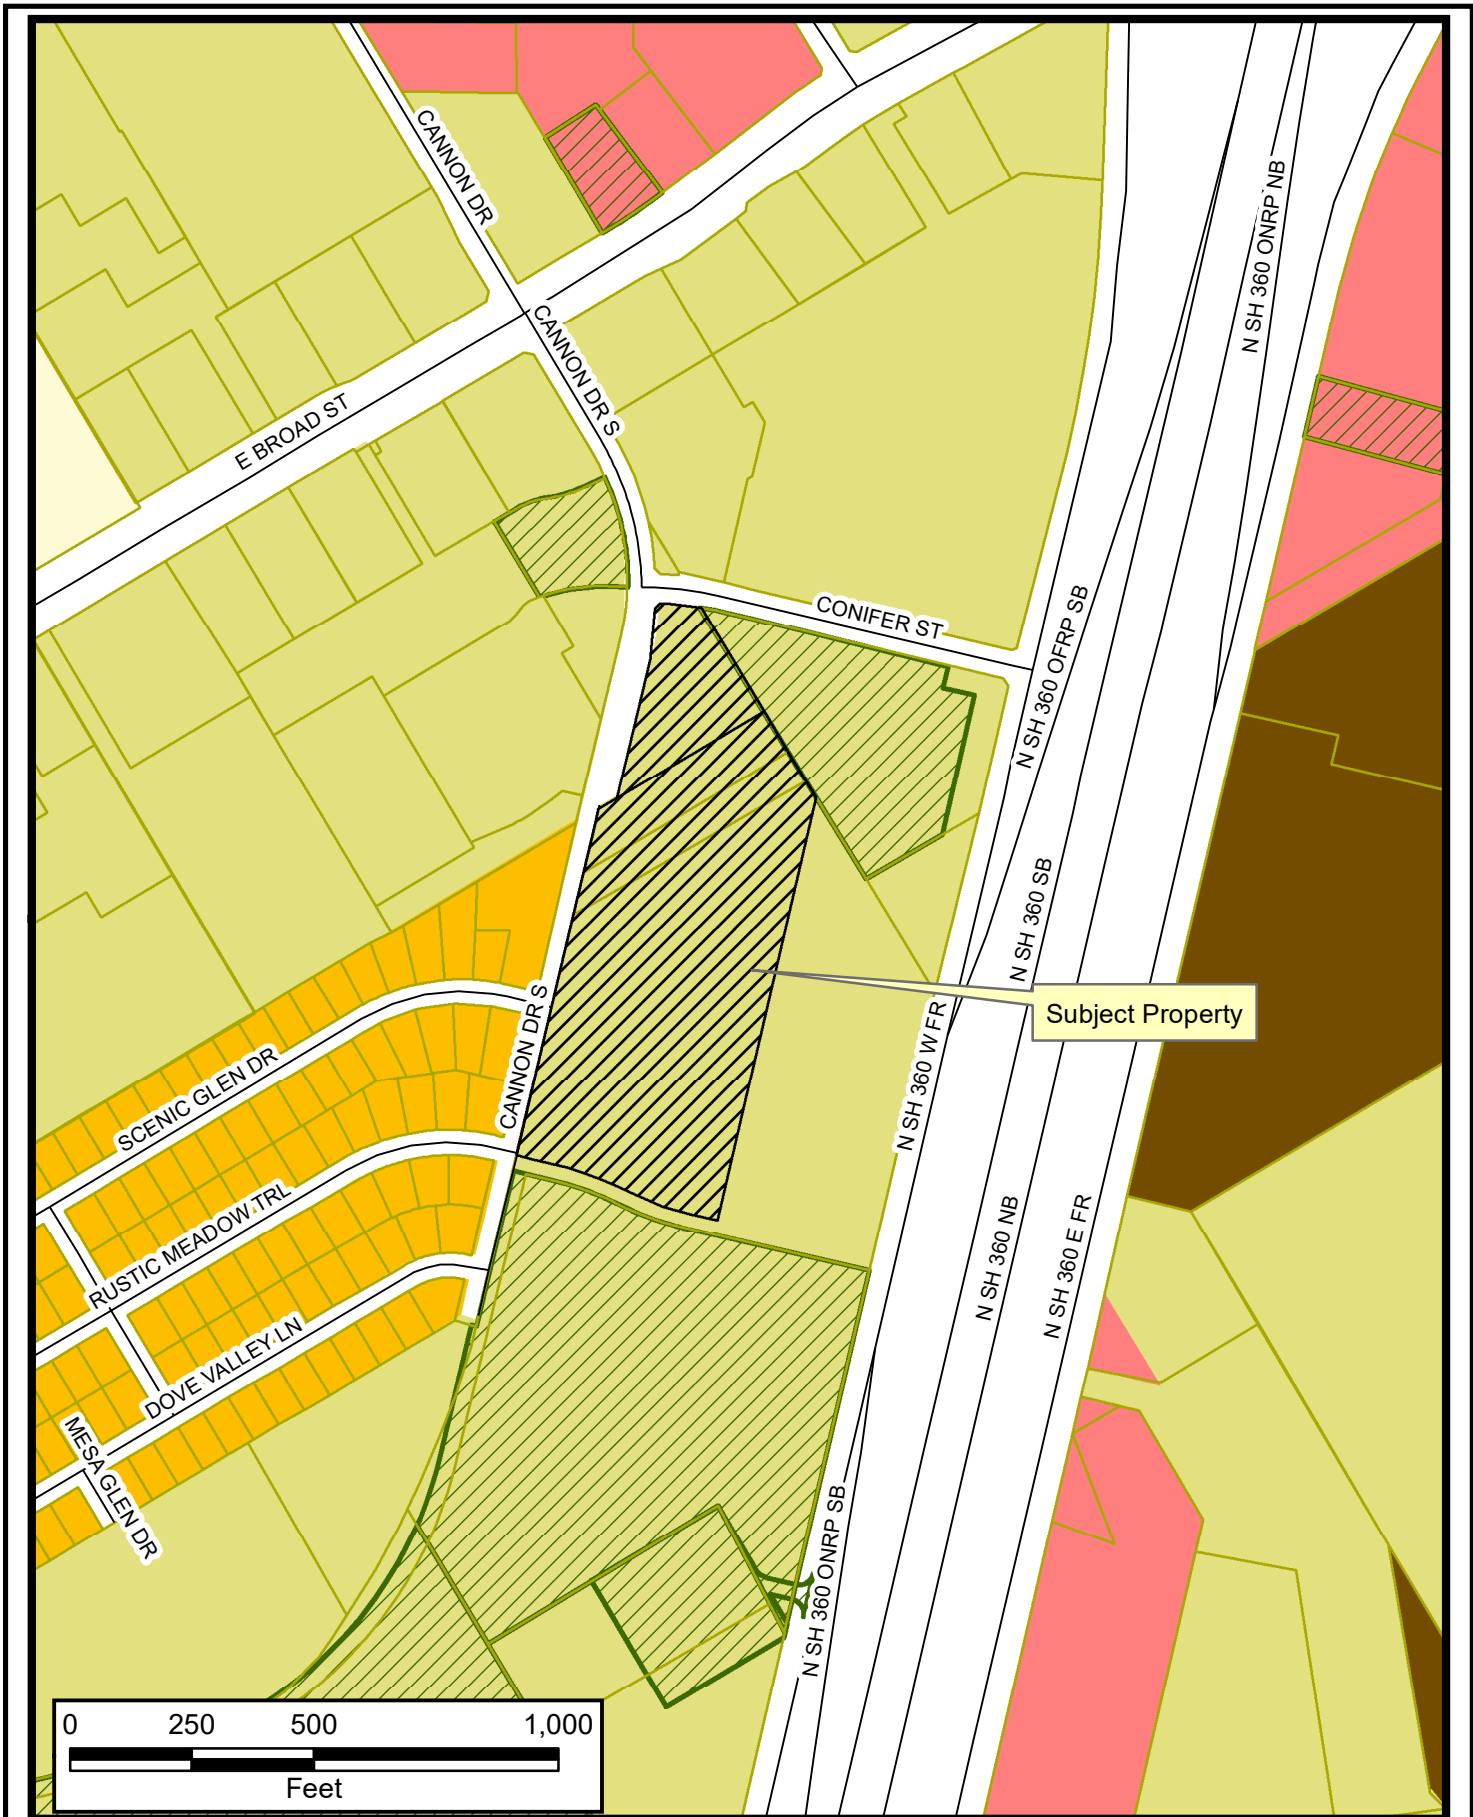 CANNON DR
N SH 360 ONRP NB
CANNON DR S
E BROAD ST
CONIFER ST
N SH 360 OFRP SB
N SH 360 SB
Subject Property
CANNON DR S
N SH 360 W FR
SCENIC GLEN DR
RUSTIC MEADOW TRL
N SH 360 NB
N SH 360 E FR
DOVE VALLEY LN
MESA GLEN DR
N SH 360 ONRP SB
0 250 500 1,000
Feet